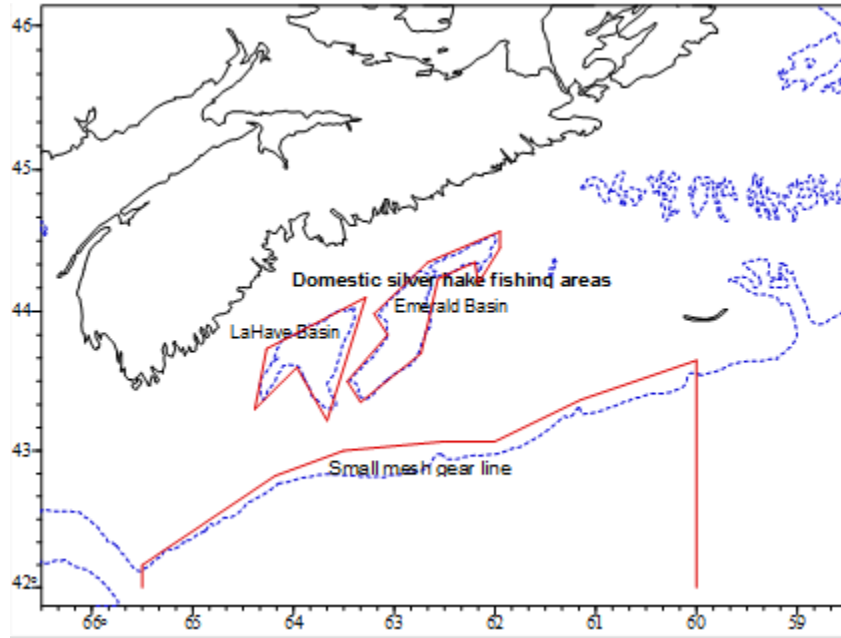 46
45
Domestic silver hake fishing areas
44
Emerald Basin
LaHave Basin
43
Small mesh gear line
42°
66° 65 64 63 62 61 60 59